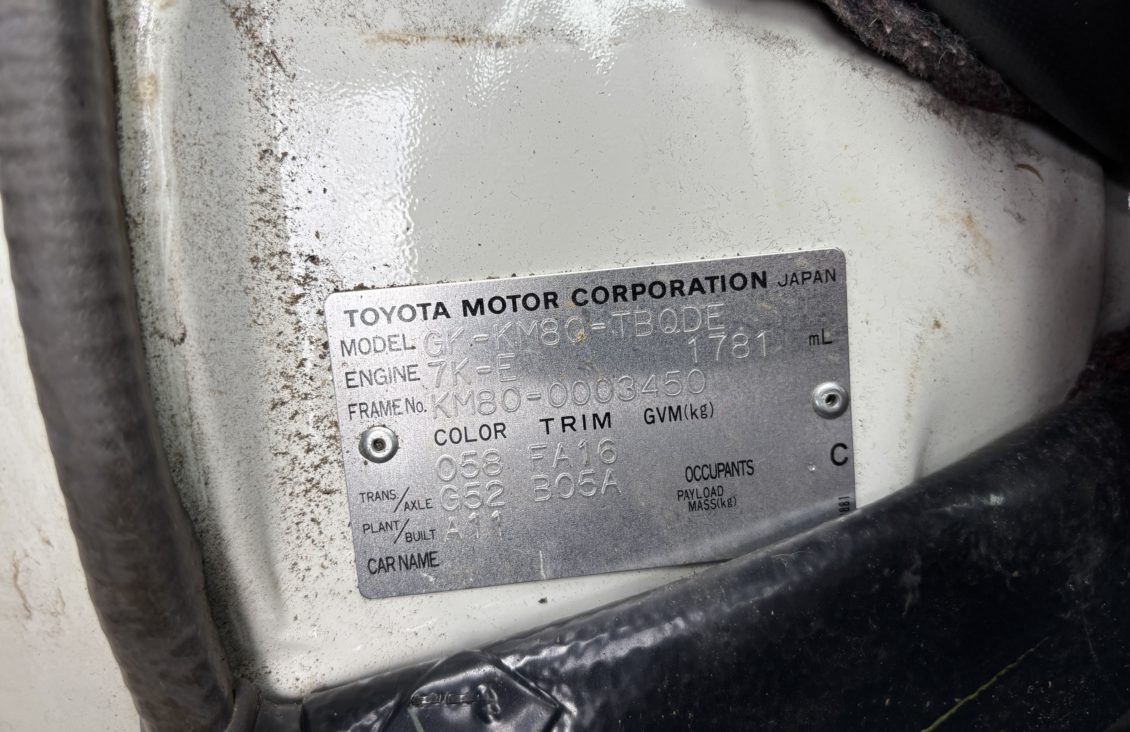 TOYOTA MOTOR CORPORATION JAPAN
MODEL GK-KM80-TBQDE
ENGINE 7K-E 1781 mL
FRAME No. KM80-0003450
COLOR TRIM GVM(kg)
058 FA16
C
TRANS./AXLE G52 B05A
OCCUPANTS
PAYLOAD MASS(kg)
PLANT/BUILT A11
CAR NAME